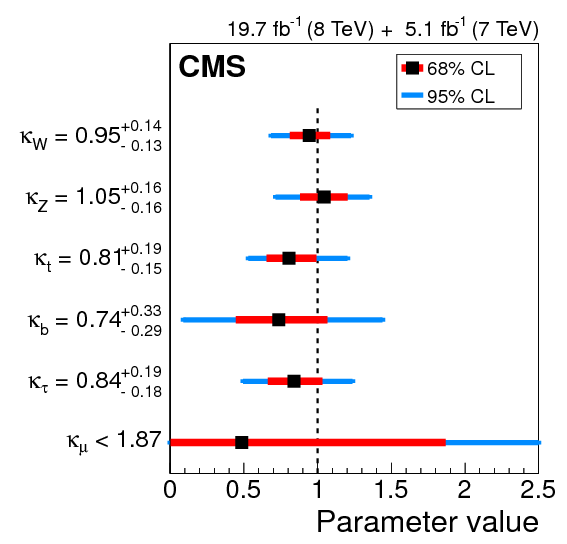 19.7 fb-1 (8 TeV) + 5.1 fb-1 (7 TeV)
CMS
68% CL
95% CL
κW = 0.95 +0.14 - 0.13
κZ = 1.05 +0.16 - 0.16
κt = 0.81 +0.19 - 0.15
κb = 0.74 +0.33 - 0.29
κτ = 0.84 +0.19 - 0.18
κμ < 1.87
0 0.5 1 1.5 2 2.5
Parameter value